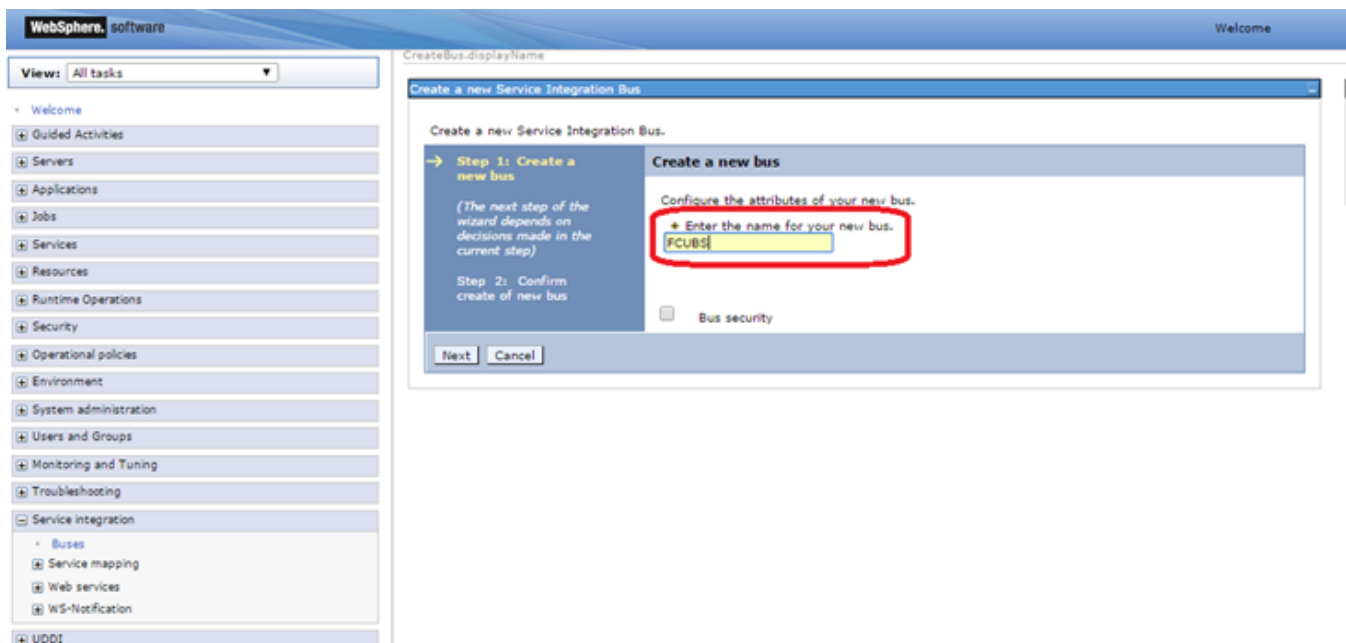 WebSphere. software
Welcome
View: All tasks
Welcome
Guided Activities
Servers
Applications
Jobs
Services
Resources
Runtime Operations
Security
Operational policies
Environment
System administration
Users and Groups
Monitoring and Tuning
Troubleshooting
Service integration
Buses
Service mapping
Web services
WS-Notification
UDDI
CreateBus.displayName
Create a new Service Integration Bus
Create a new Service Integration Bus.
Step 1: Create a
new bus
(The next step of the
wizard depends on
decisions made in the
current step)
Step 2: Confirm
create of new bus
Create a new bus
Configure the attributes of your new bus.
Enter the name for your new bus.
FCUBS
Bus security
Next Cancel